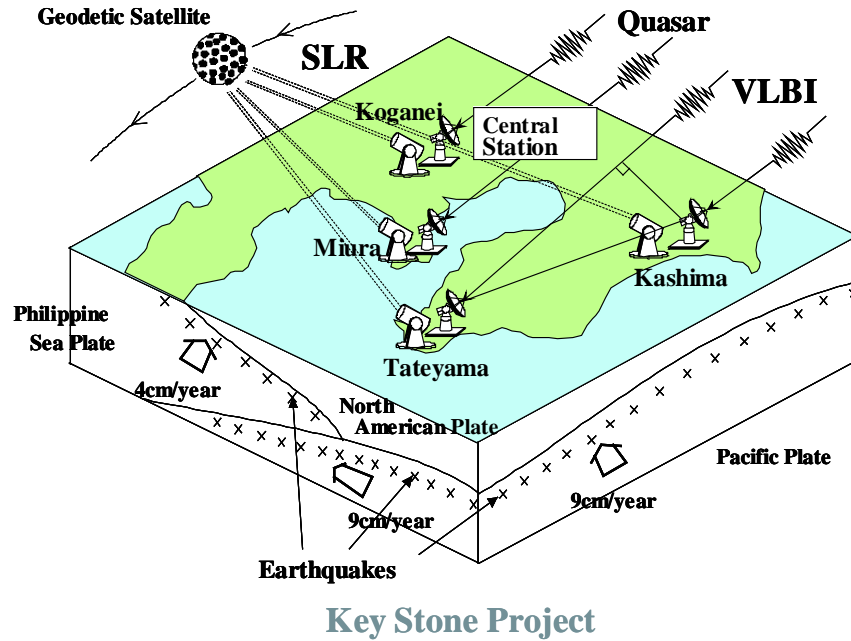 Geodetic Satellite
SLR
Quasar
VLBI
Koganei
Central
Station
Miura
Kashima
Tateyama
Philippine
Sea Plate
4cm/year
North
American Plate
Pacific Plate
9cm/year
9cm/year
Earthquakes
Key Stone Project